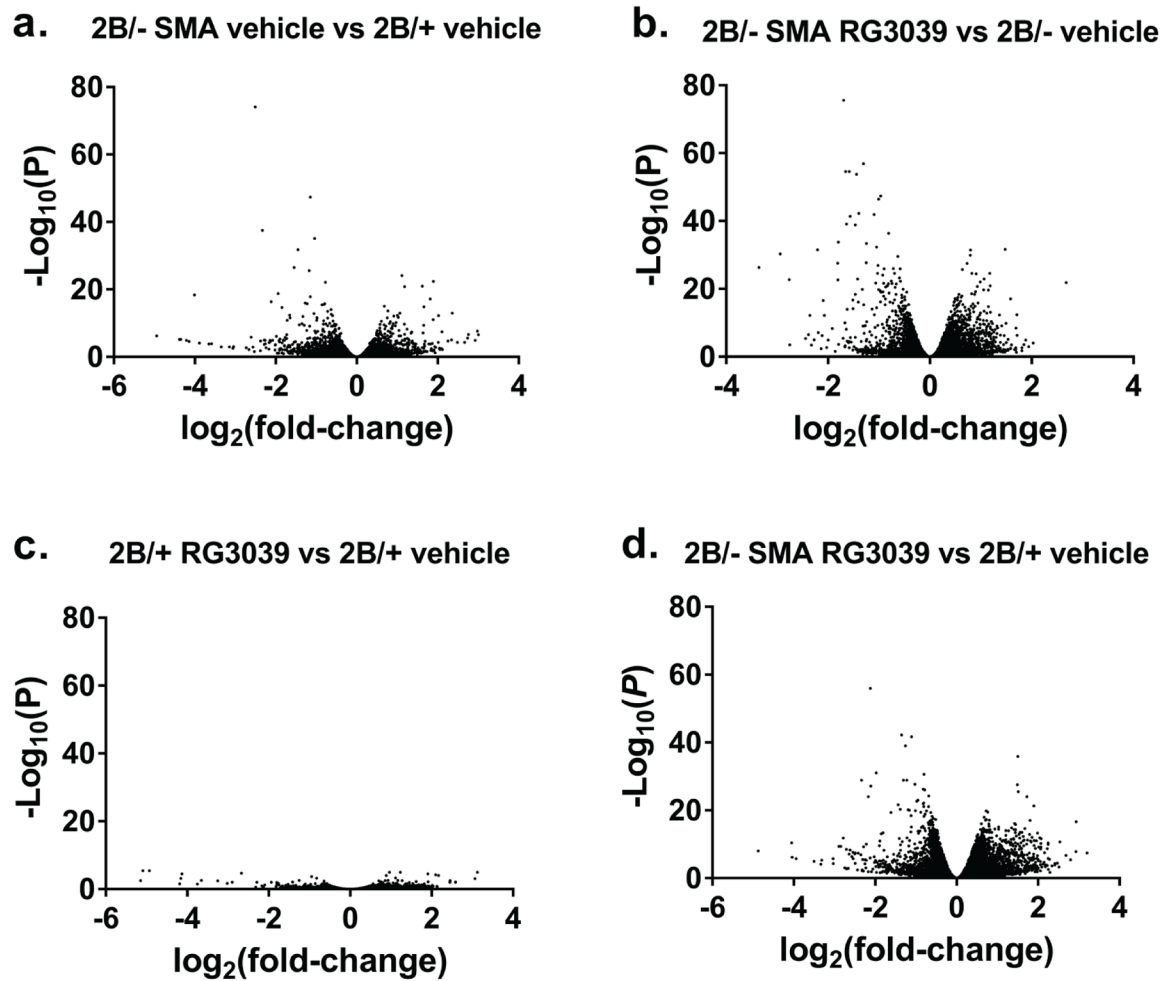 a. 2B/- SMA vehicle vs 2B/+ vehicle
80
60
40
20
0
-Log10(P)
-6 -4 -2 0 2 4
log2(fold-change)
b. 2B/- SMA RG3039 vs 2B/- vehicle
80
60
40
20
0
-Log10(P)
-4 -2 0 2 4
log2(fold-change)
c. 2B/+ RG3039 vs 2B/+ vehicle
80
60
40
20
0
-Log10(P)
-6 -4 -2 0 2 4
log2(fold-change)
d. 2B/- SMA RG3039 vs 2B/+ vehicle
80
60
40
20
0
-Log10(P)
-6 -4 -2 0 2 4
log2(fold-change)